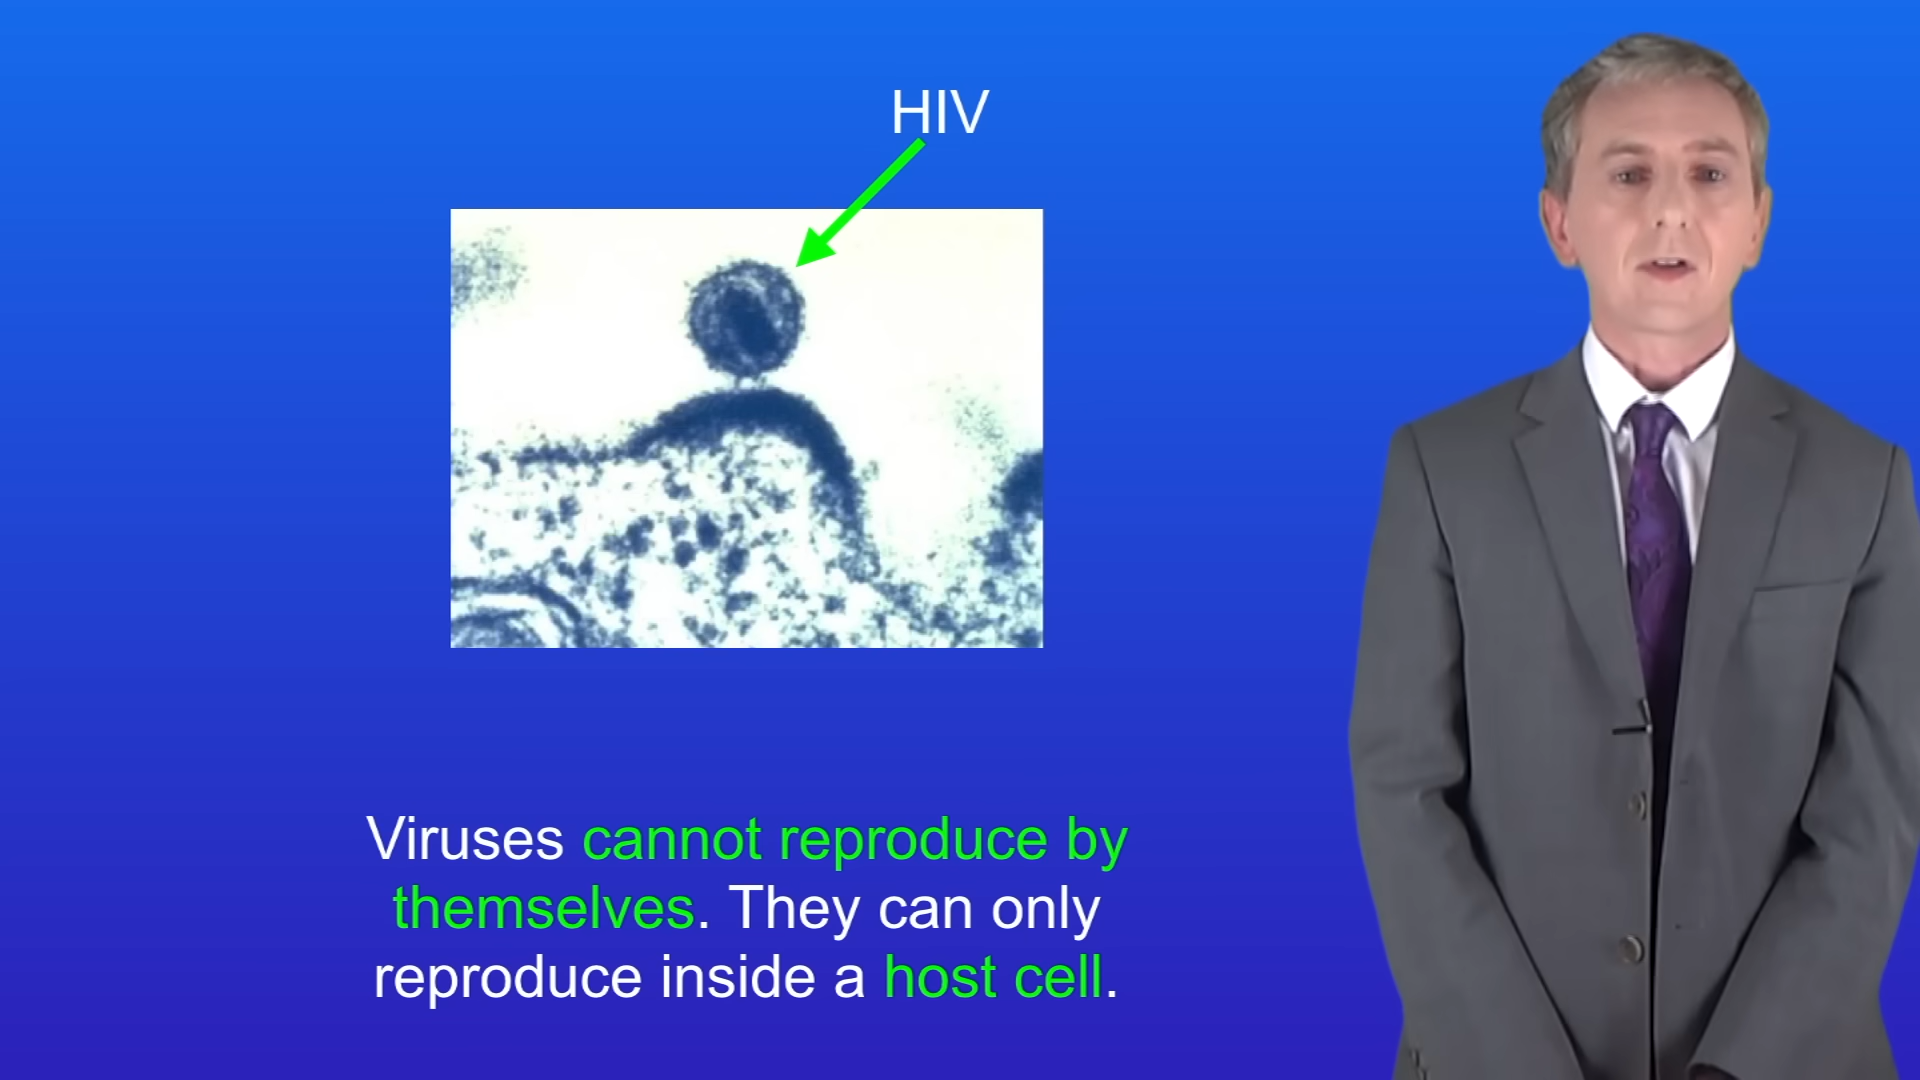 HIV
Viruses cannot reproduce by
themselves. They can only
reproduce inside a host cell.